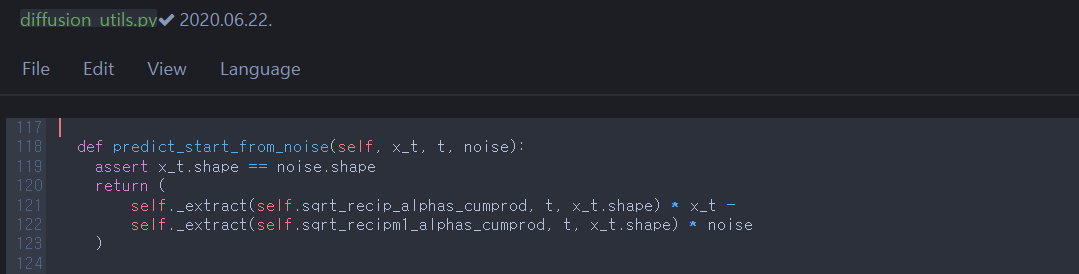 diffusion_utils.py✔ 2020.06.22.
File Edit View Language
117
118 def predict_start_from_noise(self, x_t, t, noise):
119 assert x_t.shape == noise.shape
120 return (
121 self._extract(self.sqrt_recip_alphas_cumprod, t, x_t.shape) * x_t -
122 self._extract(self.sqrt_recipm1_alphas_cumprod, t, x_t.shape) * noise
123 )
124